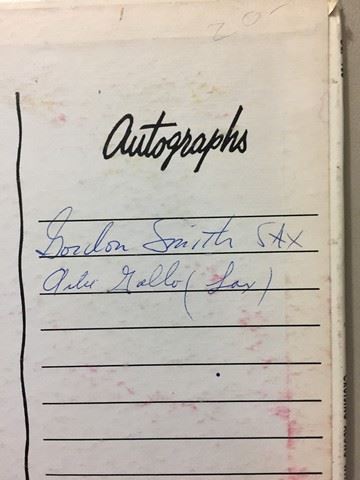 20-
Autographs
Gordon Smith SAX
Gallo (Sax)